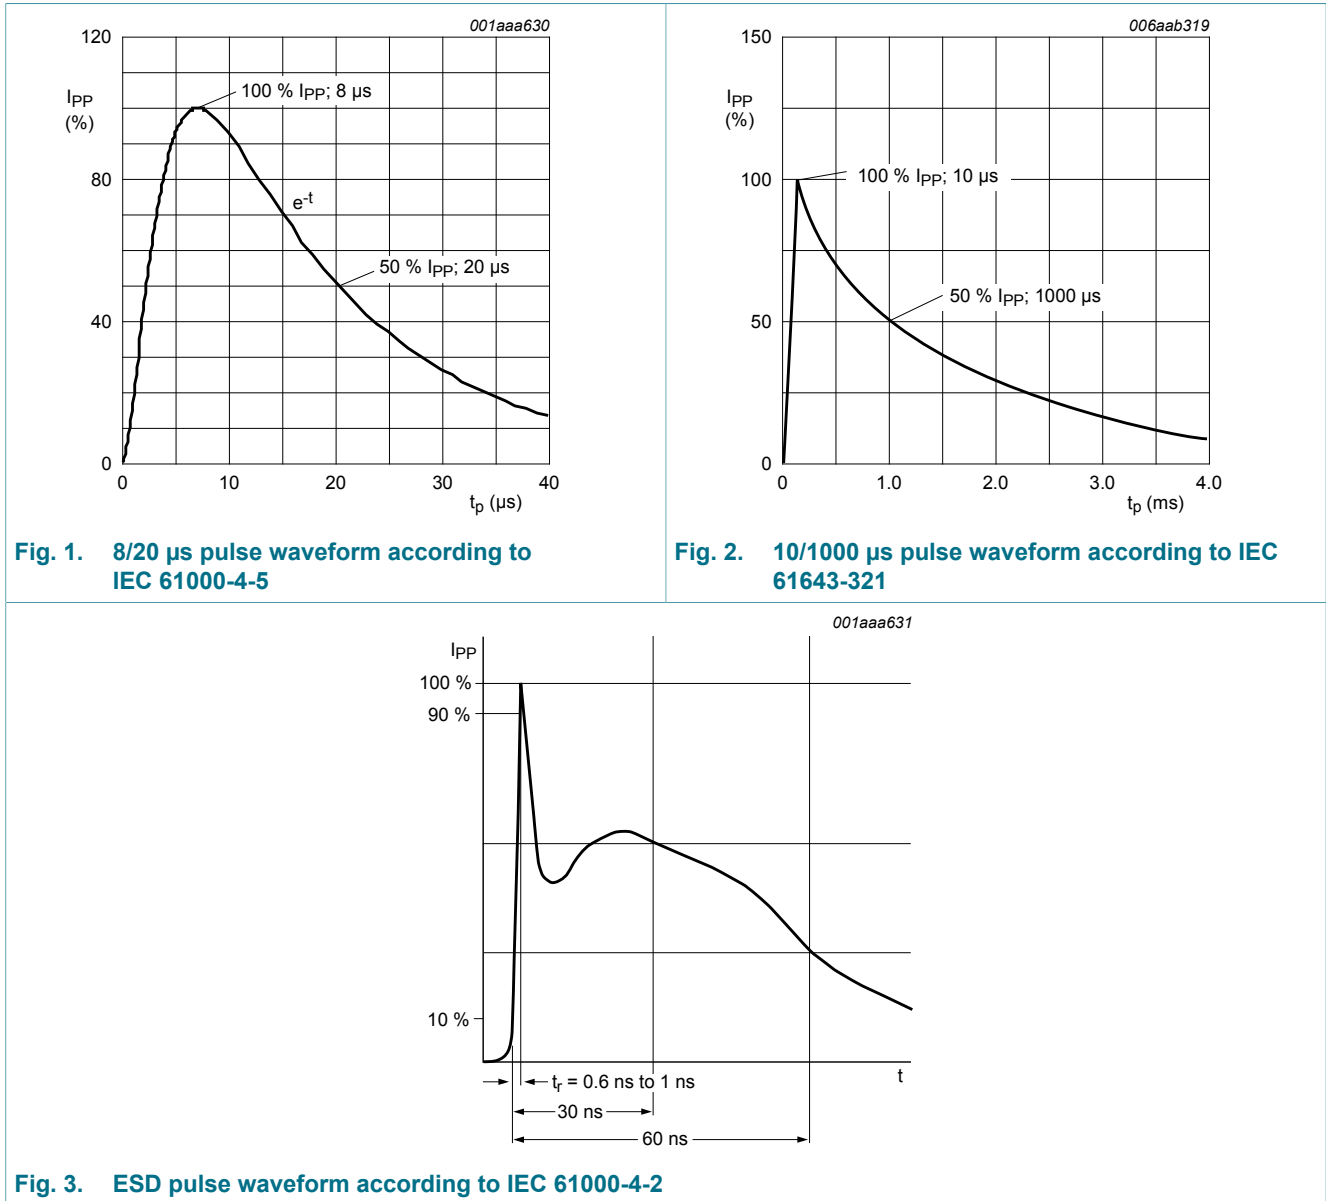 001aaa630
120
IPP
(%)
100 % IPP; 8 µs
80
e-t
50 % IPP; 20 µs
40
0
0 10 20 30 40
tp (µs)
Fig. 1. 8/20 µs pulse waveform according to
IEC 61000-4-5
006aab319
150
IPP
(%)
100 % IPP; 10 µs
100
50 % IPP; 1000 µs
50
0
0 1.0 2.0 3.0 4.0
tp (ms)
Fig. 2. 10/1000 µs pulse waveform according to IEC
61643-321
001aaa631
IPP
100 %
90 %
10 %
t
tr = 0.6 ns to 1 ns
30 ns
60 ns
Fig. 3. ESD pulse waveform according to IEC 61000-4-2